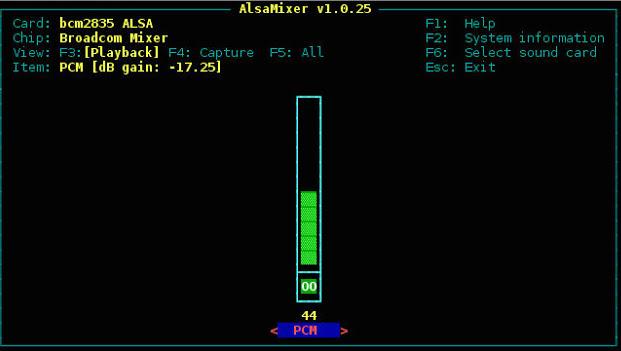 AlsaMixer v1.0.25
Card: bcm2835 ALSA F1: Help
Chip: Broadcom Mixer F2: System information
View: F3:[Playback] F4: Capture F5: All F6: Select sound card
Item: PCM [dB gain: -17.25] Esc: Exit
OO
44
< PCM >